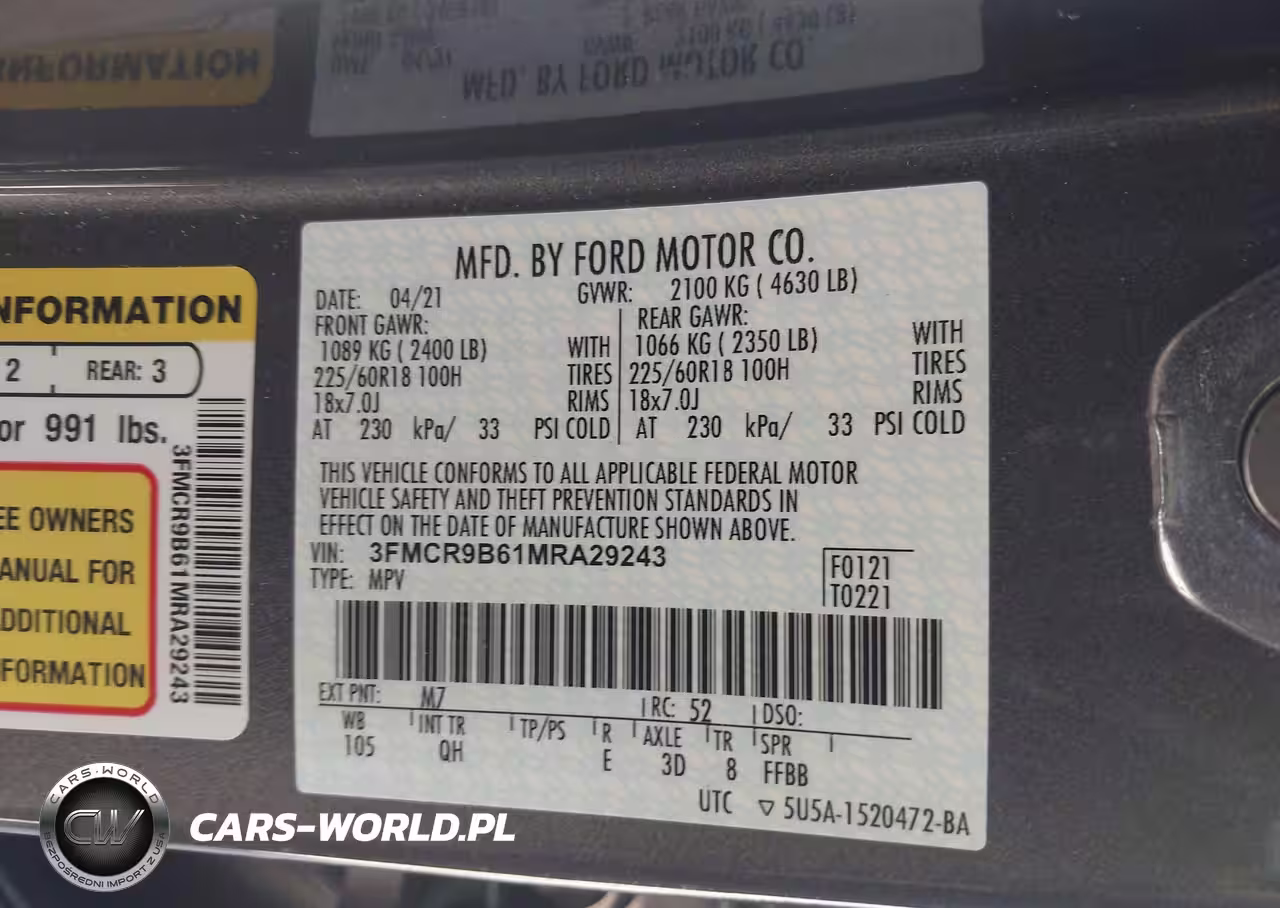 NFORMATION
2 REAR: 3
or 991 lbs.
EE OWNERS
ANUAL FOR
DDITIONAL
FORMATION
3FMCR9B61MRA29243
MFD. BY FORD MOTOR CO.
DATE: 04/21 GVWR: 2100 KG ( 4630 LB)
FRONT GAWR: REAR GAWR:
1089 KG ( 2400 LB) WITH 1066 KG ( 2350 LB) WITH
225/60R18 100H TIRES 225/60R18 100H TIRES
18x7.0J RIMS 18x7.0J RIMS
AT 230 kPa/ 33 PSI COLD AT 230 kPa/ 33 PSI COLD
THIS VEHICLE CONFORMS TO ALL APPLICABLE FEDERAL MOTOR
VEHICLE SAFETY AND THEFT PREVENTION STANDARDS IN
EFFECT ON THE DATE OF MANUFACTURE SHOWN ABOVE.
VIN: 3FMCR9B61MRA29243
TYPE: MPV
F0121
T0221
EXT PNT: M7 RC: 52 DSO:
WB INT TR TP/PS R AXLE TR SPR
105 QH E 3D 8 FFBB
UTC ▽ 5U5A-1520472-BA
CARS-WORLD
CW
BEZPOŚREDNI IMPORT Z USA
CARS-WORLD.PL